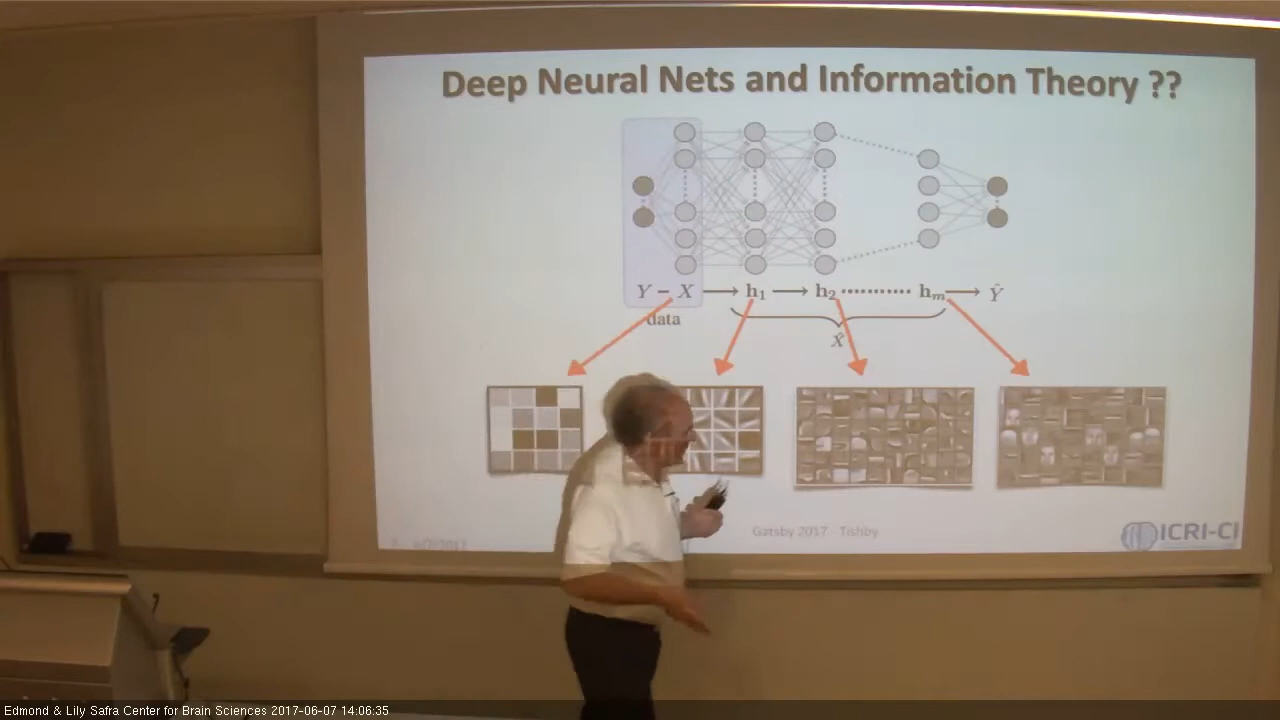 Deep Neural Nets and Information Theory ??
Y – X → h1 → h2 ........... hm → Ŷ
data
X̂
Gatsby 2017 - Tishby
ICRI-CI
Edmond & Lily Safra Center for Brain Sciences 2017-06-07 14:06:35